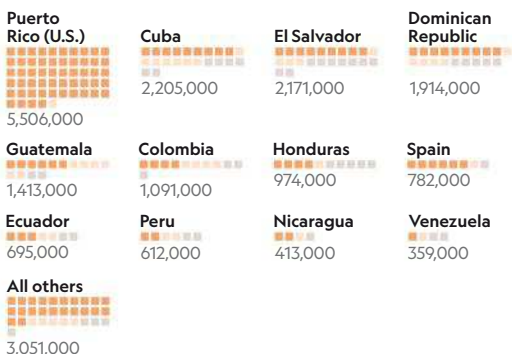 Puerto
Rico (U.S.)
5,506,000
Cuba
2,205,000
El Salvador
2,171,000
Dominican
Republic
1,914,000
Guatemala
1,413,000
Colombia
1,091,000
Honduras
974,000
Spain
782,000
Ecuador
695,000
Peru
612,000
Nicaragua
413,000
Venezuela
359,000
All others
3,051,000